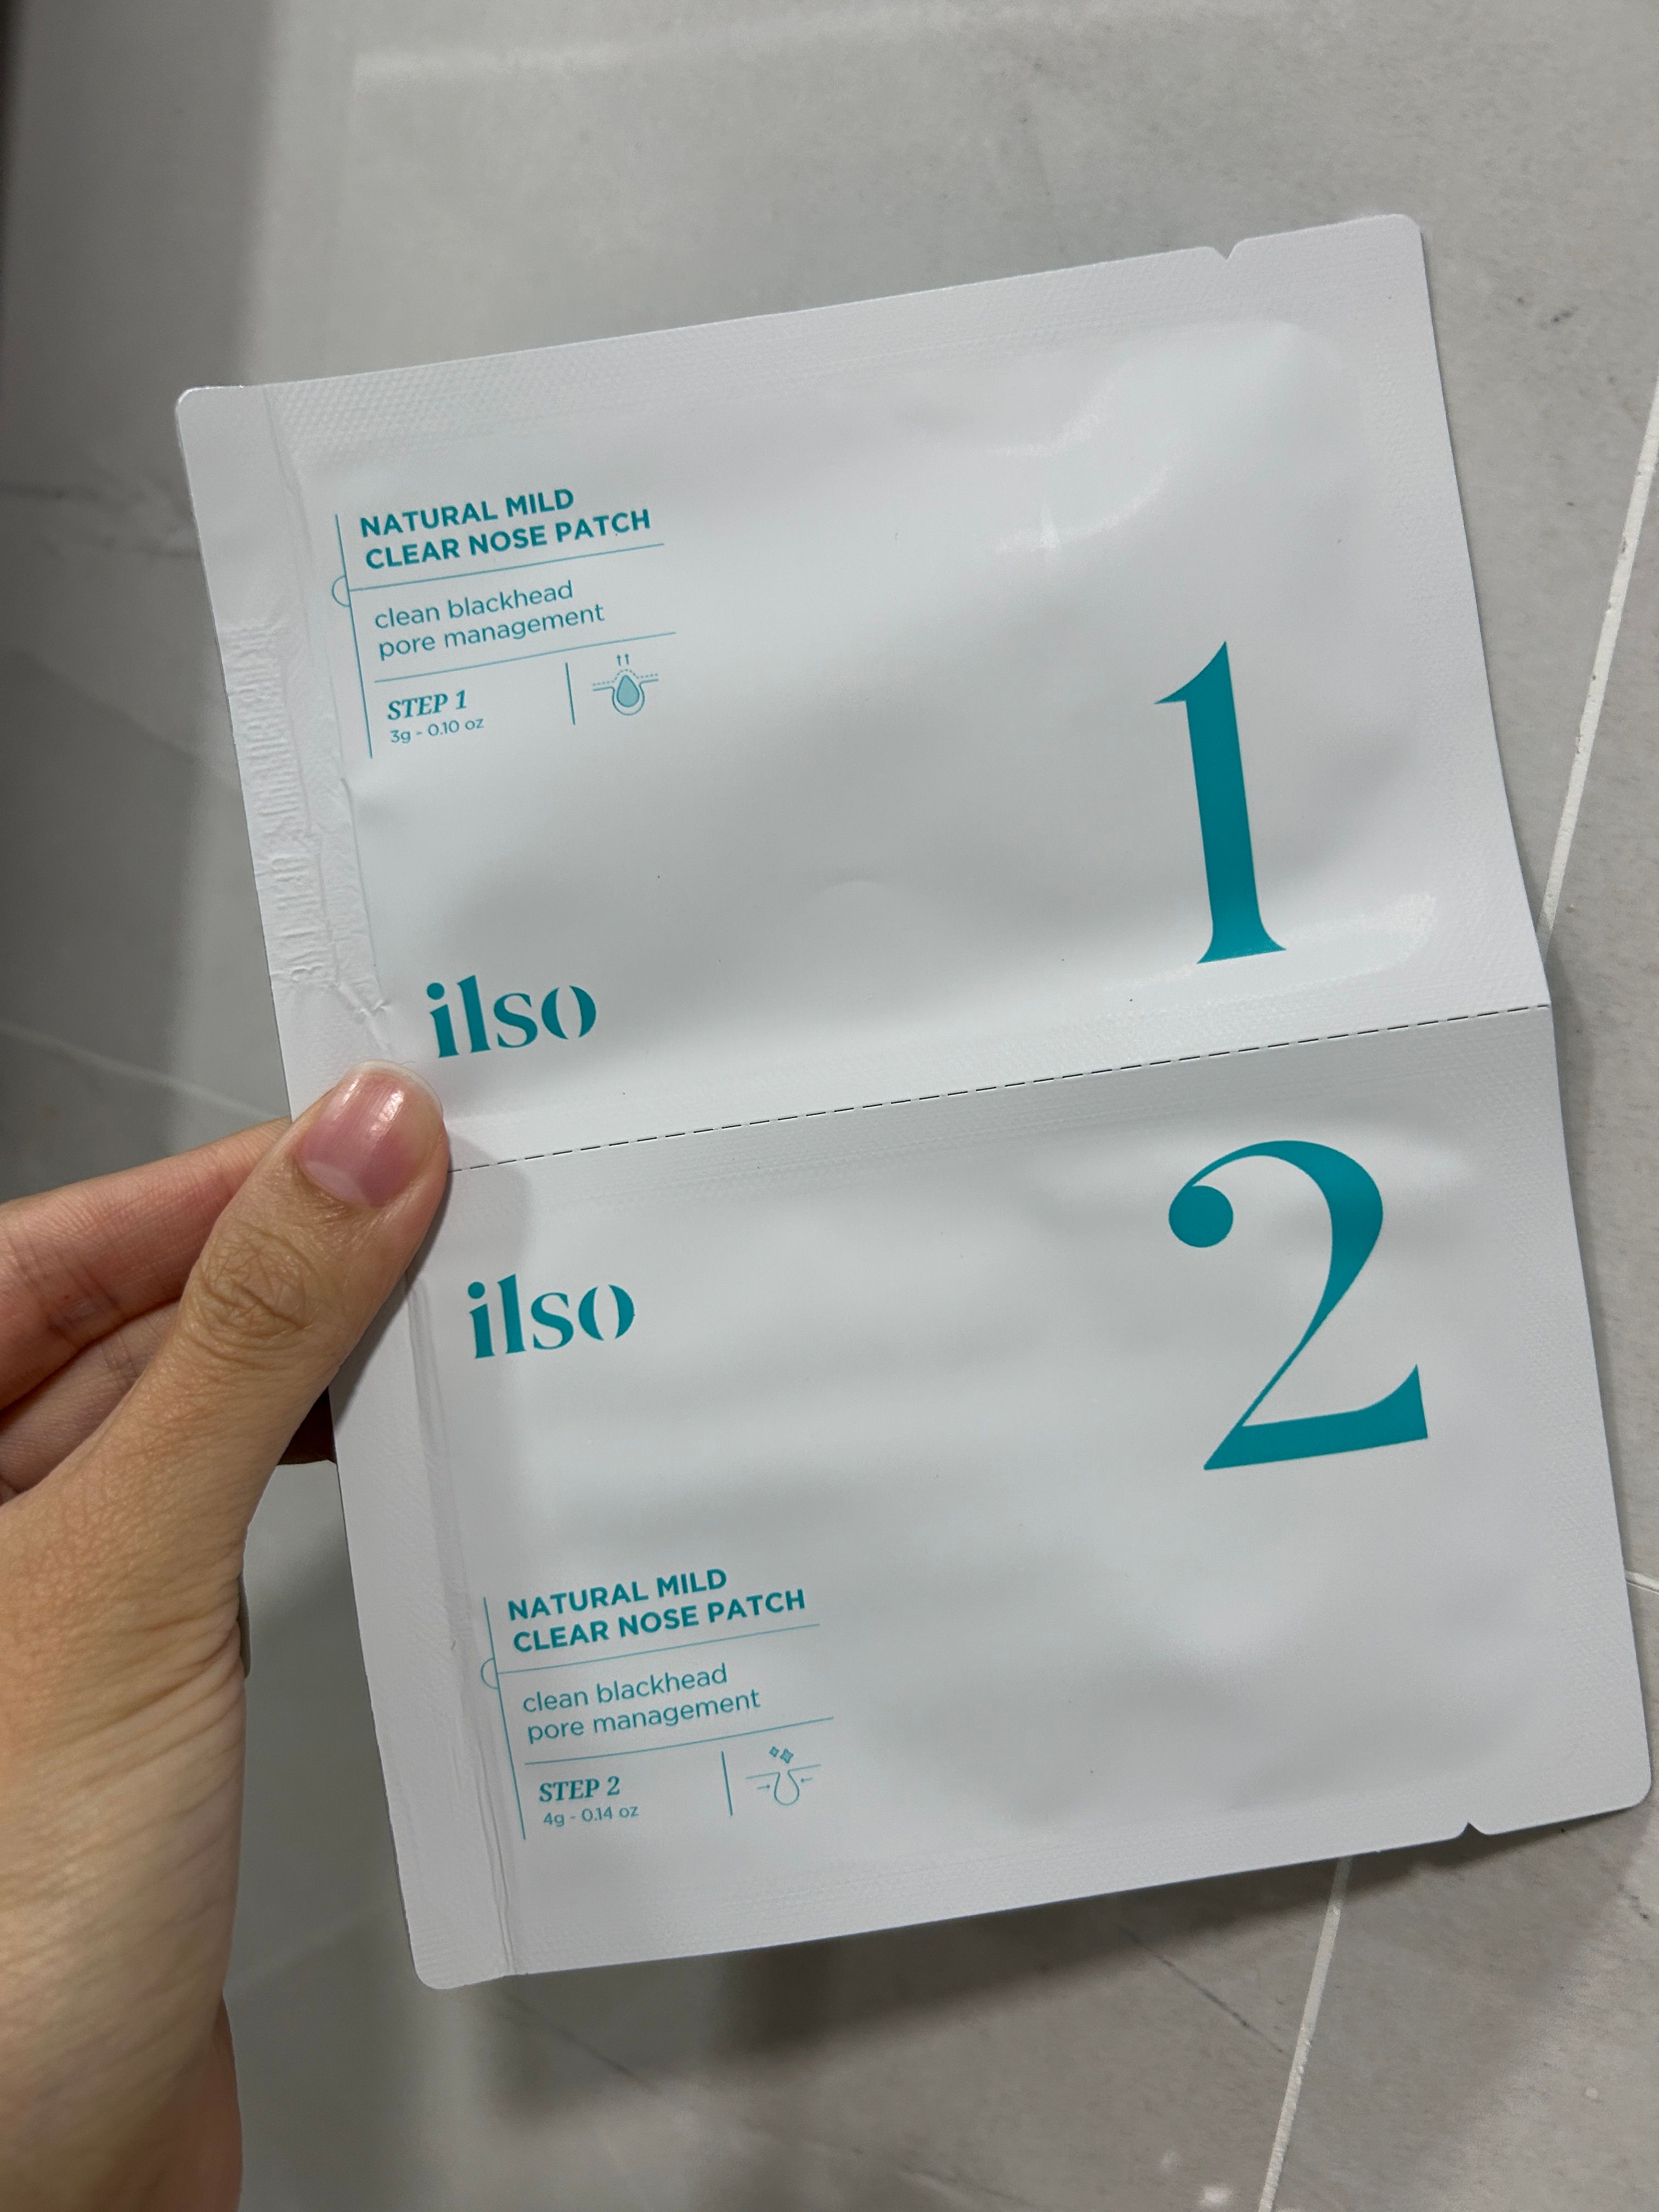 NATURAL MILD
CLEAR NOSE PATCH
clean blackhead
pore management
STEP 1
3g - 0.10 oz
1
ilso
ilso
2
NATURAL MILD
CLEAR NOSE PATCH
clean blackhead
pore management
STEP 2
4g - 0.14 oz